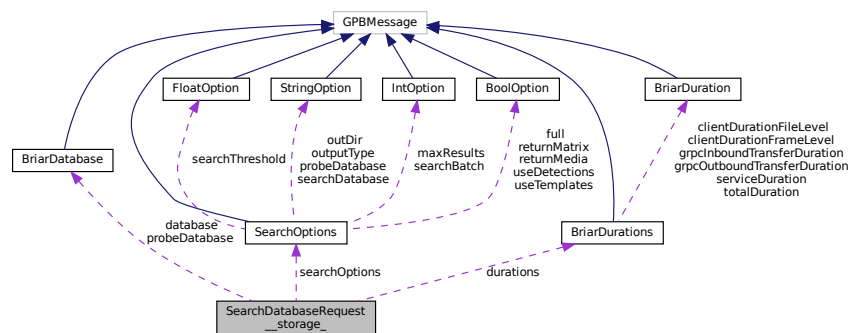 GPBMessage
FloatOption
StringOption
IntOption
BoolOption
BriarDuration
BriarDatabase
searchThreshold
outDir
outputType
probeDatabase
searchDatabase
maxResults
searchBatch
full
returnMatrix
returnMedia
useDetections
useTemplates
clientDurationFileLevel
clientDurationFrameLevel
grpcInboundTransferDuration
grpcOutboundTransferDuration
serviceDuration
totalDuration
database
probeDatabase
SearchOptions
BriarDurations
searchOptions
durations
SearchDatabaseRequest
__storage_